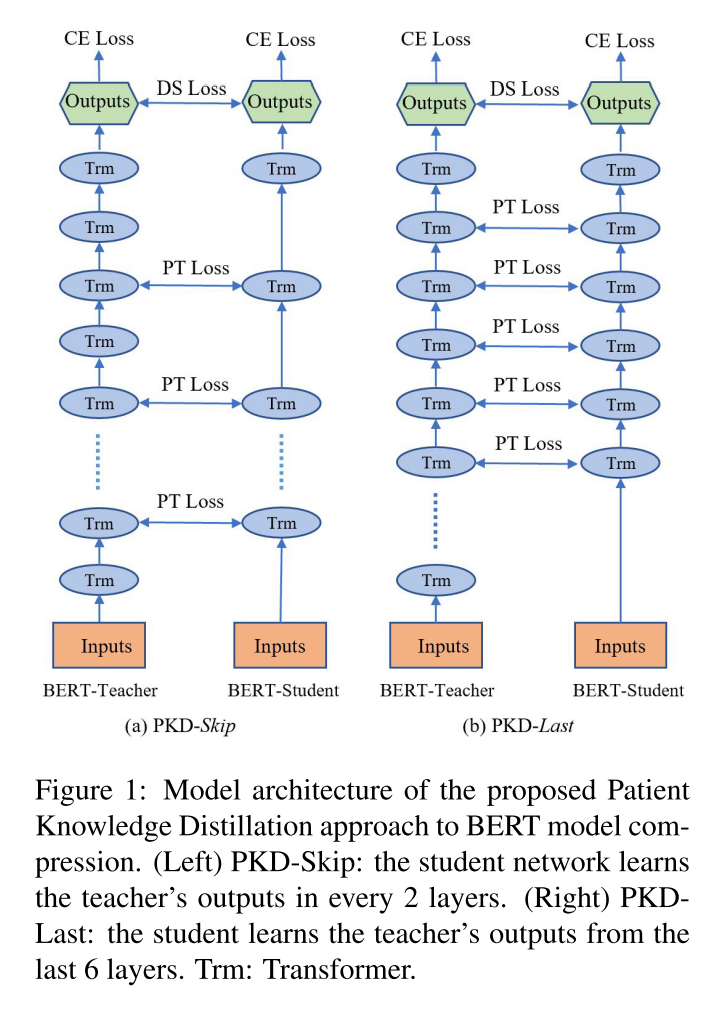 CE Loss CE Loss CE Loss CE Loss
Outputs DS Loss Outputs Outputs DS Loss Outputs
Trm Trm Trm Trm
Trm Trm PT Loss Trm
Trm PT Loss Trm Trm PT Loss Trm
Trm Trm PT Loss Trm
Trm PT Loss Trm Trm PT Loss Trm
Trm PT Loss Trm
Trm PT Loss Trm
Trm Trm
Inputs Inputs Inputs Inputs
BERT-Teacher BERT-Student BERT-Teacher BERT-Student
(a) PKD-Skip (b) PKD-Last
Figure 1: Model architecture of the proposed Patient
Knowledge Distillation approach to BERT model com-
pression. (Left) PKD-Skip: the student network learns
the teacher's outputs in every 2 layers. (Right) PKD-
Last: the student learns the teacher's outputs from the
last 6 layers. Trm: Transformer.